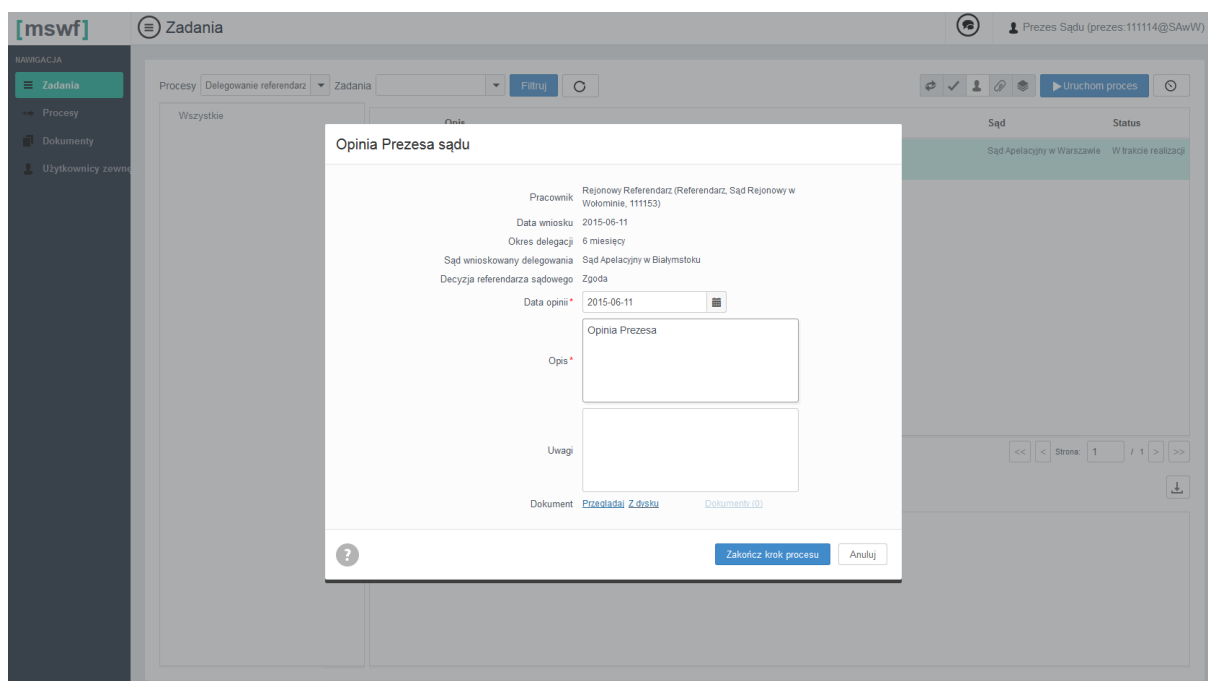 [mswf]
Zadania
Prezes Sądu (prezes:111114@SAwW)
NAWIGACJA
Zadania
Procesy
Dokumenty
Użytkownicy zewnę
Procesy Delegowanie referendarz Zadania Filtruj Uruchom proces
Wszystkie
Opis Sąd Status
Sąd Apelacyjny w Warszawie W trakcie realizacji
Opinia Prezesa sądu
Pracownik Rejonowy Referendarz (Referendarz, Sąd Rejonowy w
Wołominie, 111153)
Data wniosku 2015-06-11
Okres delegacji 6 miesięcy
Sąd wnioskowany delegowania Sąd Apelacyjny w Białymstoku
Decyzja referendarza sądowego Zgoda
Data opinii* 2015-06-11
Opinia Prezesa
Opis*
Uwagi
Dokument Przeglądaj Z dysku Dokumenty (0)
<< < Strona: 1 / 1 > >>
? Zakończ krok procesu Anuluj